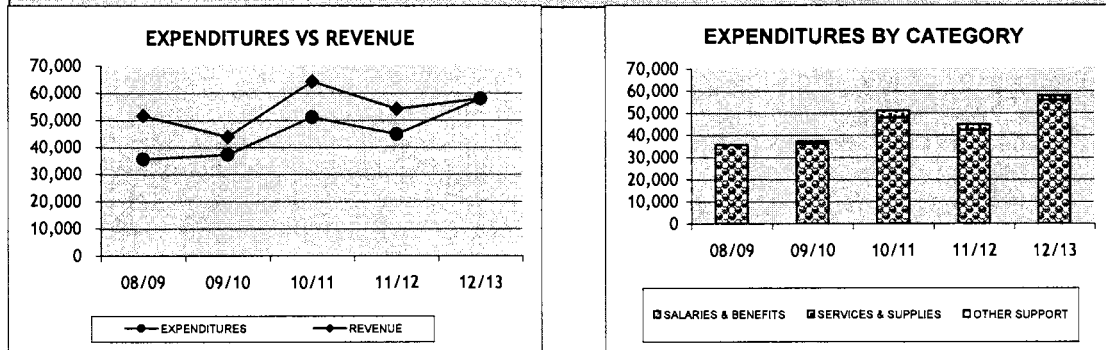 EXPENDITURES VS REVENUE
70,000
60,000
50,000
40,000
30,000
20,000
10,000
0
08/09 09/10 10/11 11/12 12/13
EXPENDITURES REVENUE
EXPENDITURES BY CATEGORY
70,000
60,000
50,000
40,000
30,000
20,000
10,000
0
08/09 09/10 10/11 11/12 12/13
SALARIES & BENEFITS SERVICES & SUPPLIES OTHER SUPPORT